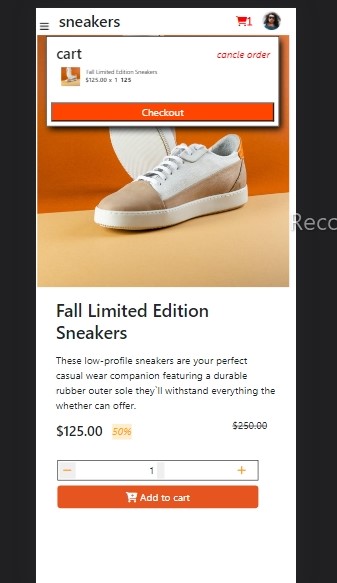 sneakers
1
cart
cancle order
Fall Limited Edition Sneakers
$125.00 x 1 125
Checkout
Reco
Fall Limited Edition
Sneakers
These low-profile sneakers are your perfect
casual wear companion featuring a durable
rubber outer sole they`ll withstand everything the
whether can offer.
$125.00 50% $250.00
− 1 +
Add to cart